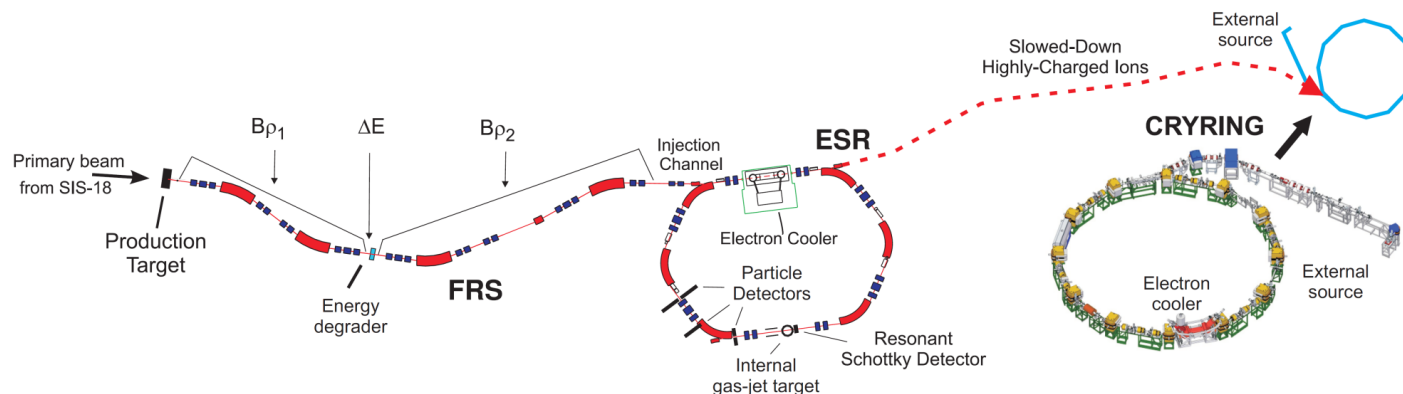 Primary beam
from SIS-18
Production
Target
Bρ1
ΔE
Bρ2
Energy
degrader
FRS
Injection
Channel
ESR
Electron Cooler
Particle
Detectors
Internal
gas-jet target
Resonant
Schottky Detector
Slowed-Down
Highly-Charged Ions
External
source
CRYRING
Electron
cooler
External
source